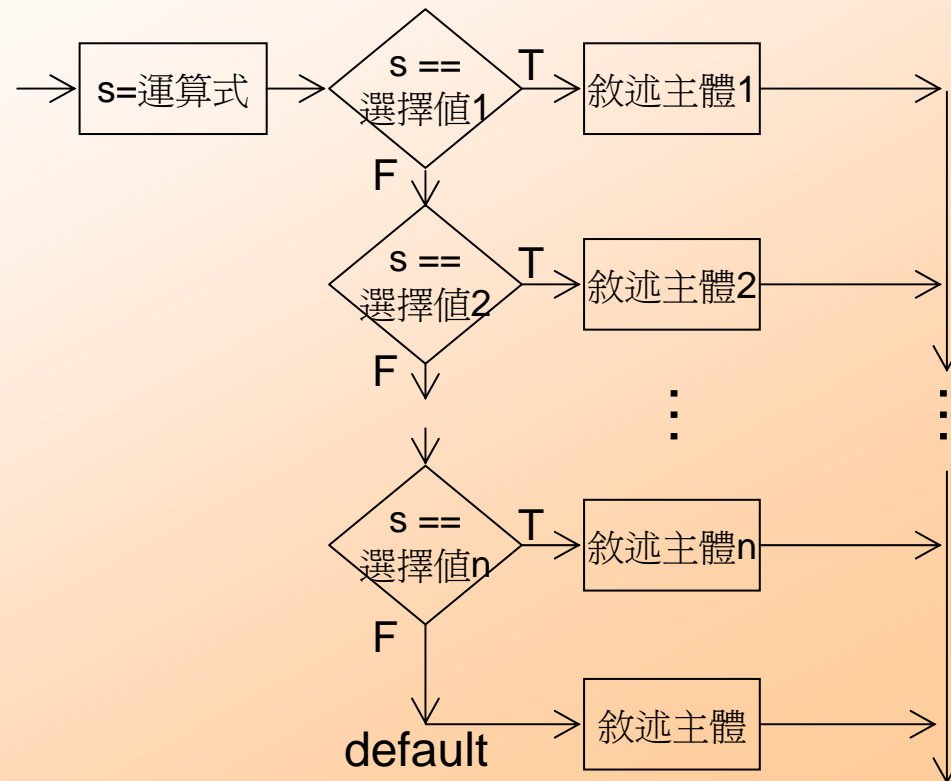 s=運算式
s ==
選擇值1
T
敘述主體1
F
s ==
選擇值2
T
敘述主體2
F
⋮
⋮
s ==
選擇值n
T
敘述主體n
F
default
敘述主體